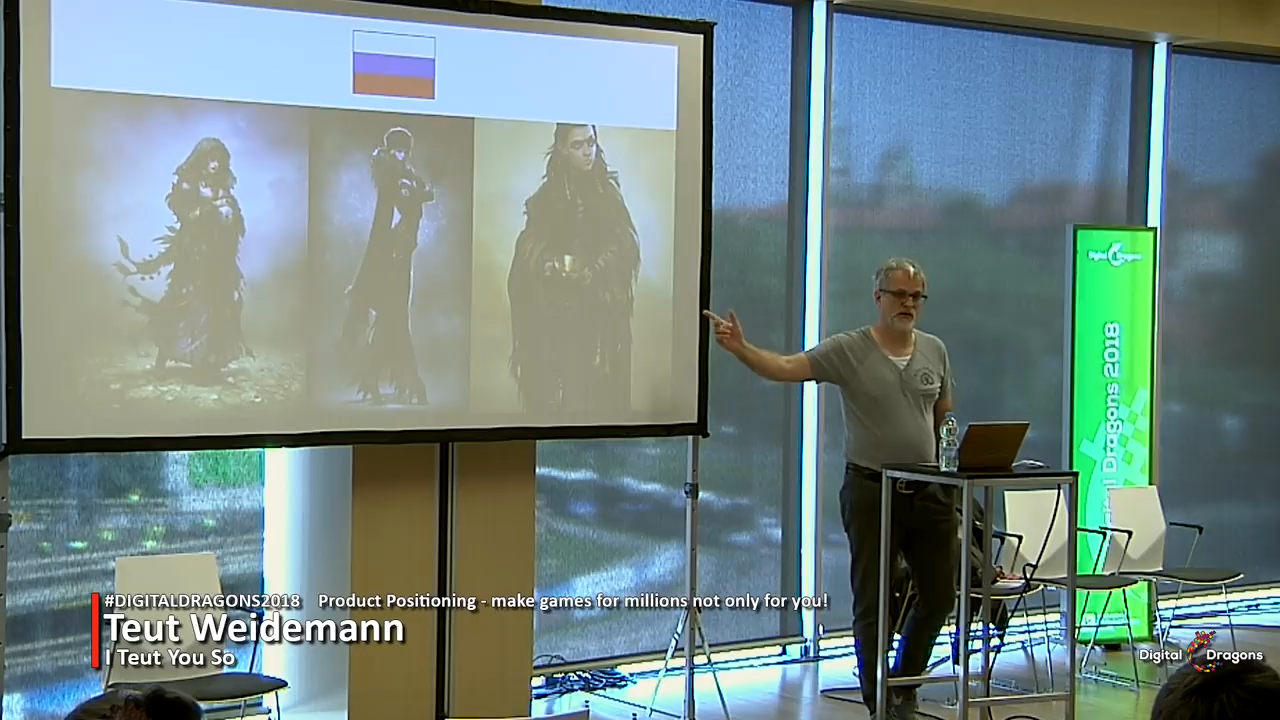 Digital Dragons
Digital Dragons 2018
#DIGITALDRAGONS2018 Product Positioning - make games for millions not only for you!
Teut Weidemann
I Teut You So
Digital Dragons